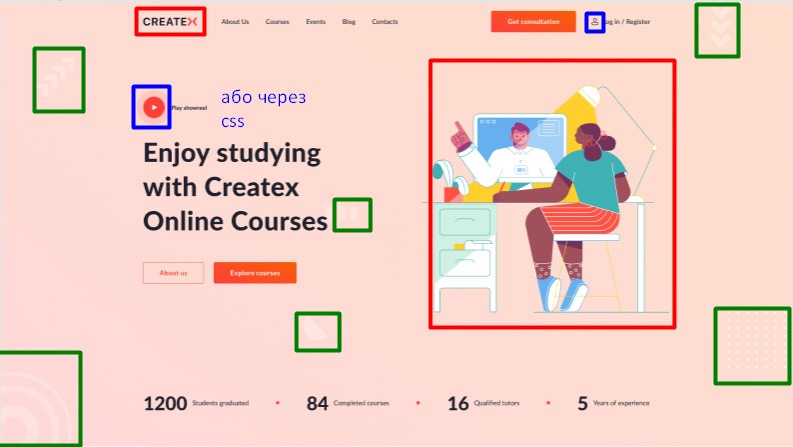 CREATEX
About Us Courses Events Blog Contacts
Get consultation
Log in / Register
Play showreel
або через
css
Enjoy studying
with Createx
Online Courses
About us Explore courses
1200 Students graduated
84 Completed courses
16 Qualified tutors
5 Years of experience